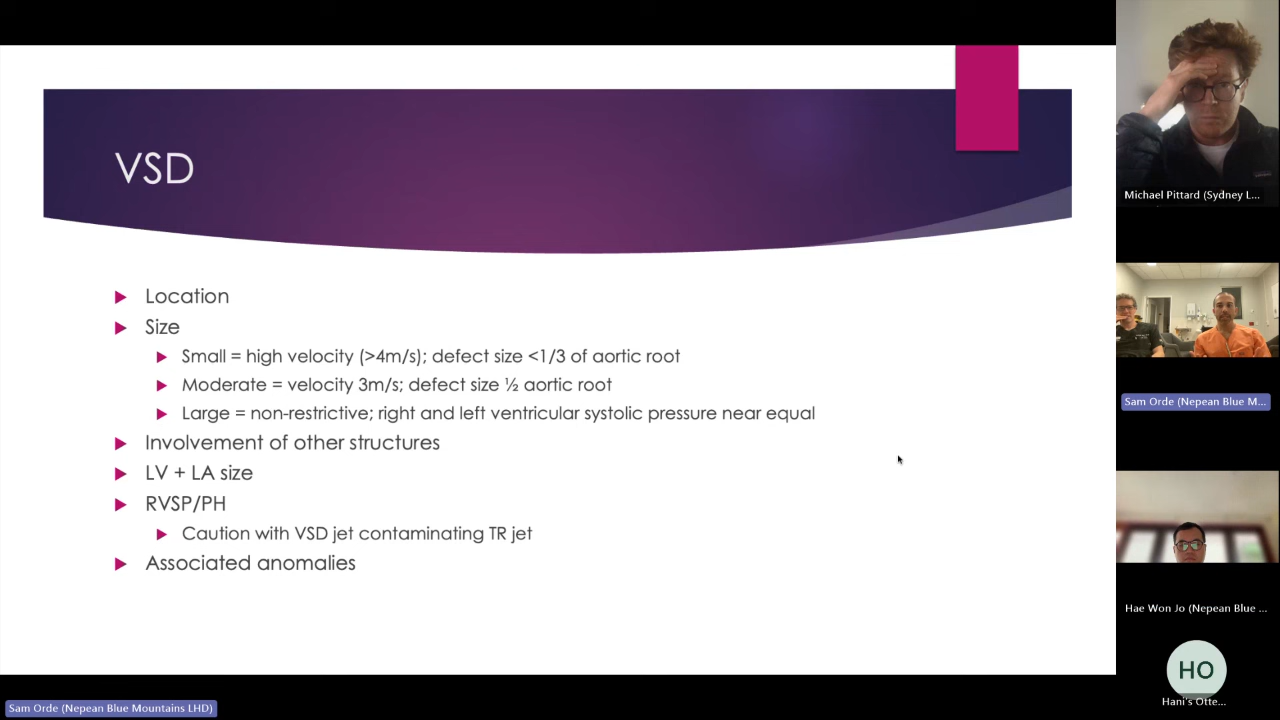 VSD
Location
Size
Small = high velocity (>4m/s); defect size <1/3 of aortic root
Moderate = velocity 3m/s; defect size ½ aortic root
Large = non-restrictive; right and left ventricular systolic pressure near equal
Involvement of other structures
LV + LA size
RVSP/PH
Caution with VSD jet contaminating TR jet
Associated anomalies
Sam Orde (Nepean Blue Mountains LHD)
Michael Pittard (Sydney L...
Sam Orde (Nepean Blue M...
Hae Won Jo (Nepean Blue ...
HO
Hani's Otte...